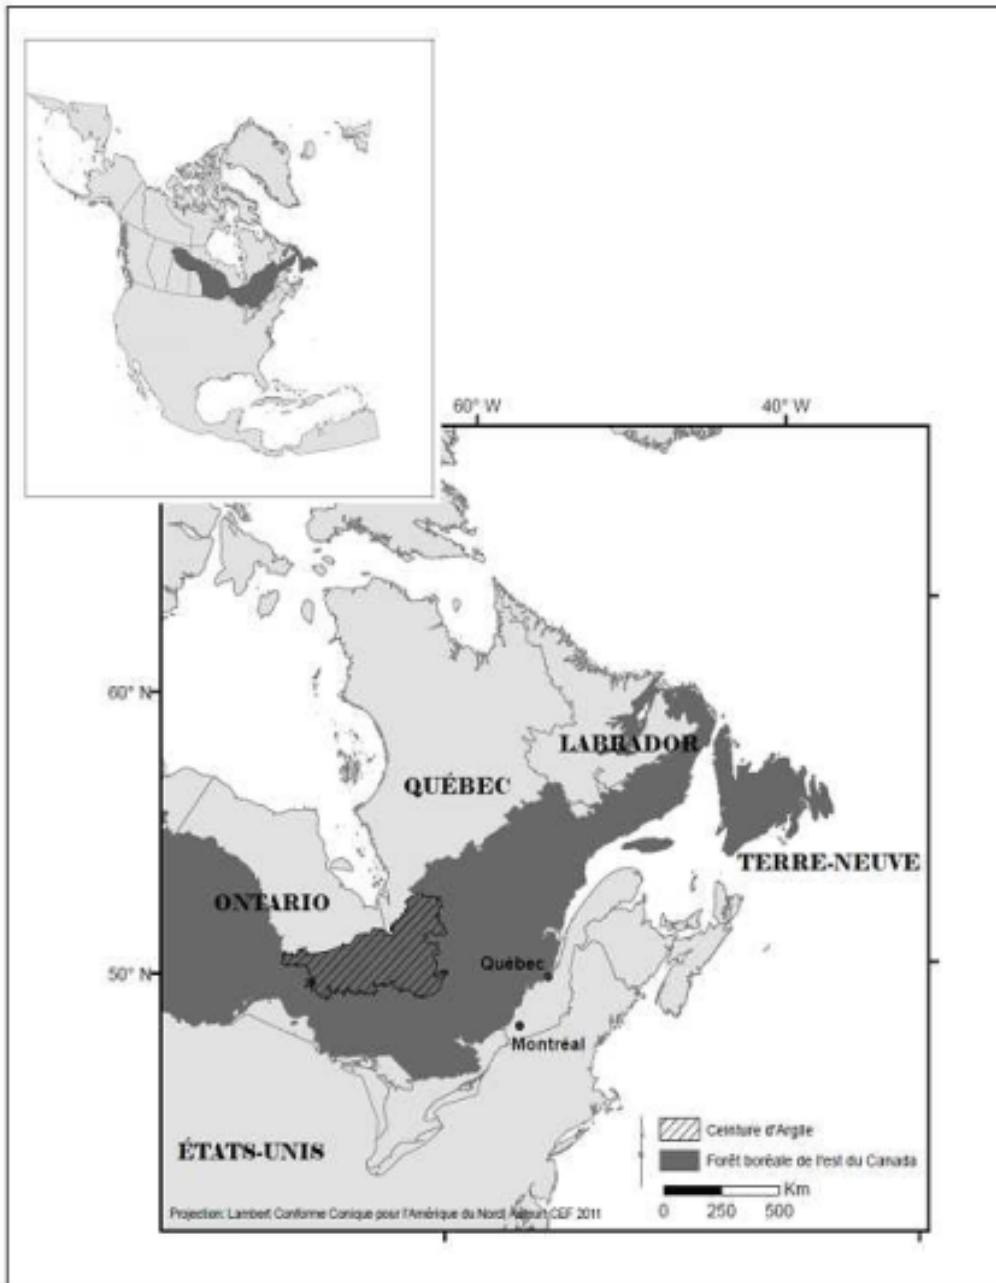 60° W
40° W
60° N
LABRADOR
QUÉBEC
TERRE-NEUVE
ONTARIO
50° N
Québec
Montréal
ÉTATS-UNIS
Ceinture d'Argile
Forêt boréale de l'est du Canada
Km
0 250 500
Projection: Lambert Conforme Conique pour l'Amérique du Nord CEF 2011